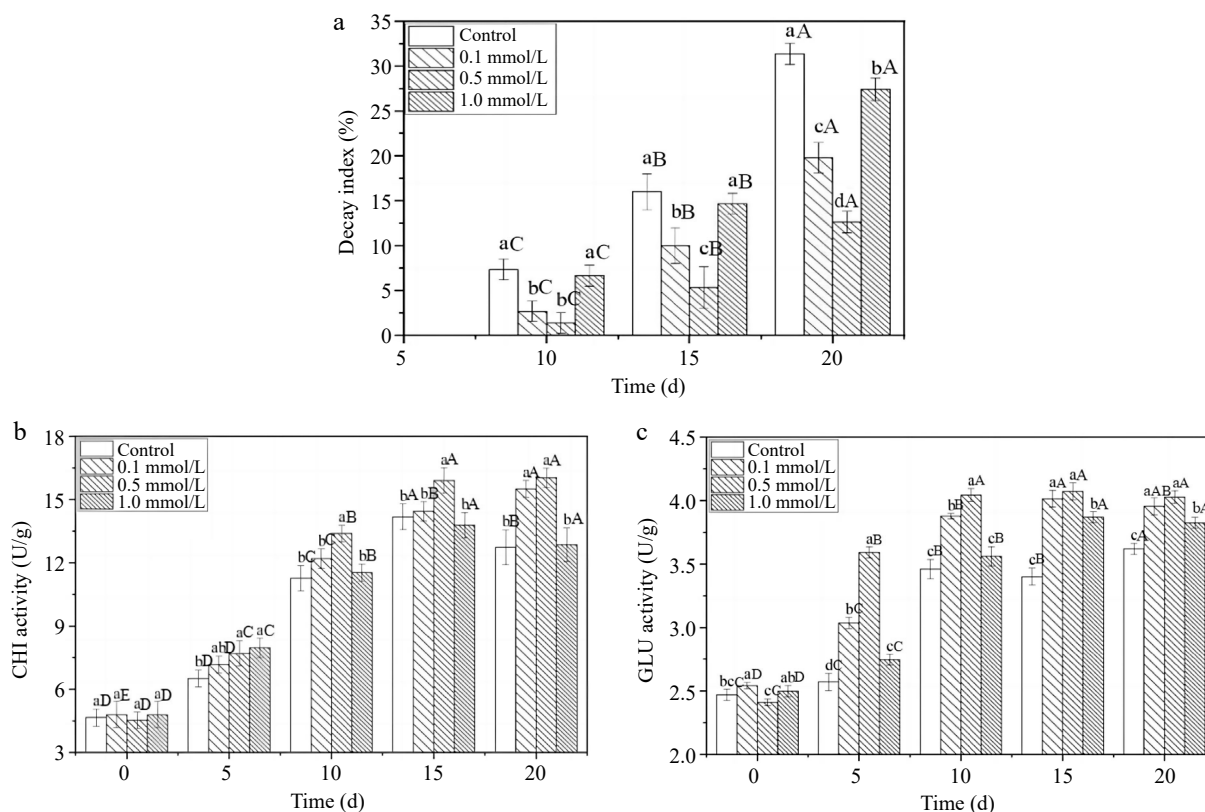 a
Control
0.1 mmol/L
0.5 mmol/L
1.0 mmol/L
Decay index (%)
35
30
25
20
15
10
5
0
aC
bC
bC
aC
aB
bB
cB
aB
aA
cA
dA
bA
5
10
15
20
Time (d)
b
Control
0.1 mmol/L
0.5 mmol/L
1.0 mmol/L
CHI activity (U/g)
18
15
12
9
6
3
aD
aE
aD
aD
bD
abD
aC
aC
bC
bC
aB
bB
bA
bB
aA
bA
bB
aA
aA
bA
0
5
10
15
20
Time (d)
c
Control
0.1 mmol/L
0.5 mmol/L
1.0 mmol/L
GLU activity (U/g)
4.5
4.0
3.5
3.0
2.5
2.0
bcC
aD
cC
abD
dC
bC
aB
cC
cB
bB
aA
cB
cB
aA
aA
bA
cA
aAB
aA
bA
0
5
10
15
20
Time (d)